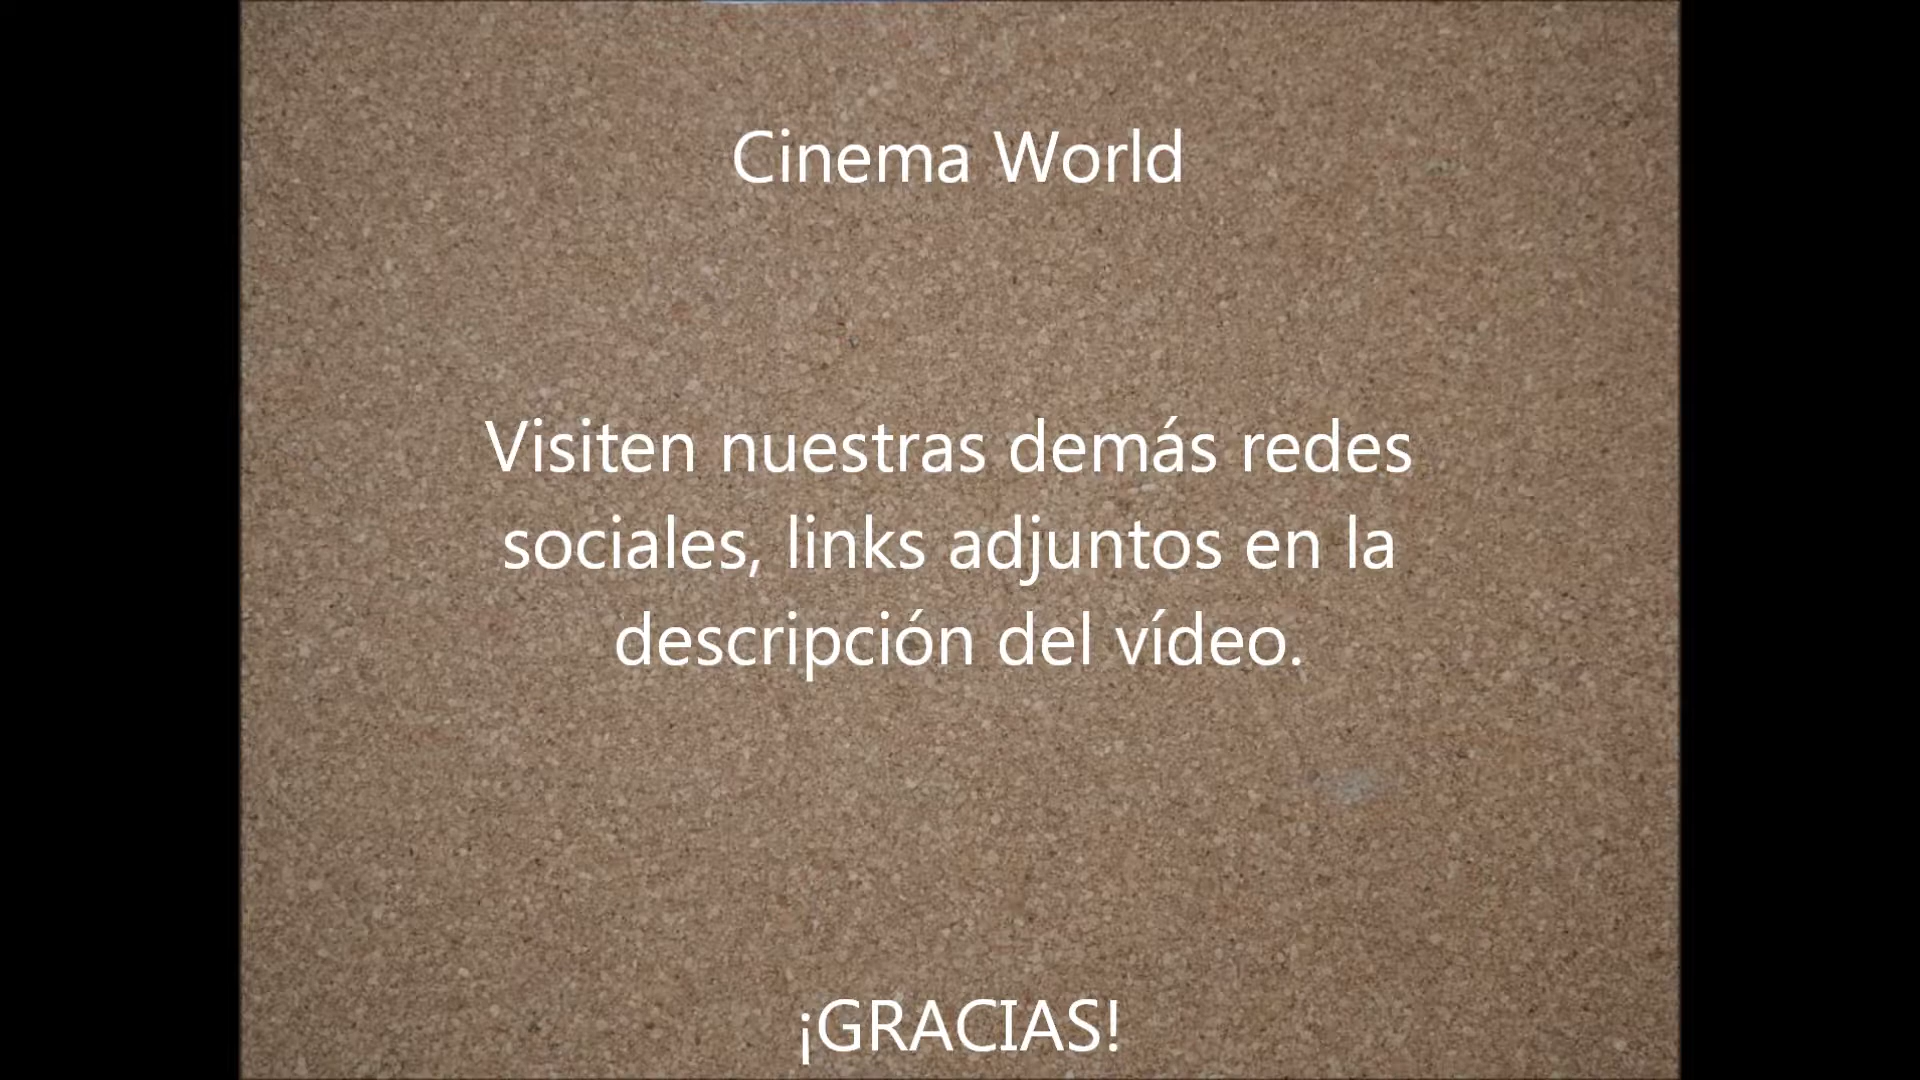 Cinema World
Visiten nuestras demás redes
sociales, links adjuntos en la
descripción del vídeo.
¡GRACIAS!